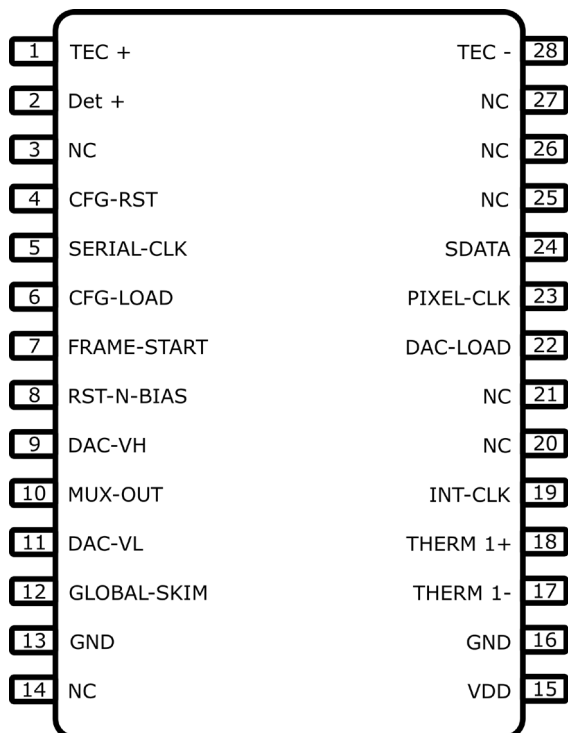 1 TEC + TEC - 28
2 Det + NC 27
3 NC NC 26
4 CFG-RST NC 25
5 SERIAL-CLK SDATA 24
6 CFG-LOAD PIXEL-CLK 23
7 FRAME-START DAC-LOAD 22
8 RST-N-BIAS NC 21
9 DAC-VH NC 20
10 MUX-OUT INT-CLK 19
11 DAC-VL THERM 1+ 18
12 GLOBAL-SKIM THERM 1- 17
13 GND GND 16
14 NC VDD 15